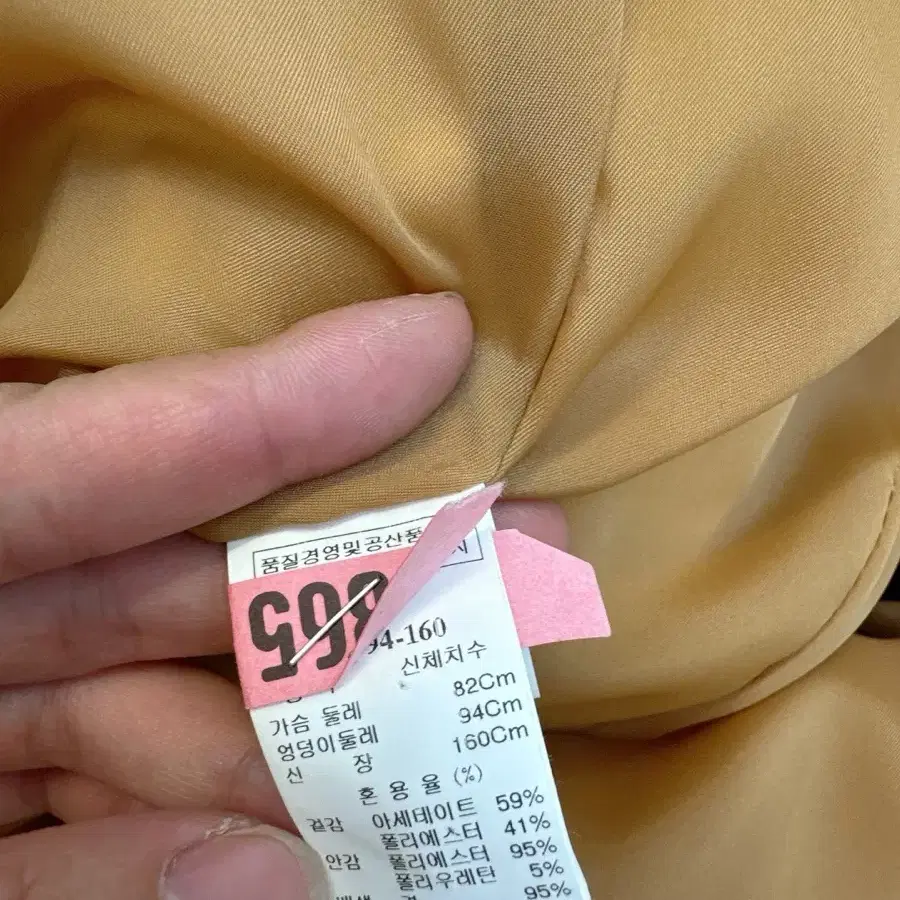 품질경영및공산품
865
94-160
신체치수
가슴 둘레 82Cm
엉덩이둘레 94Cm
신 장 160Cm
혼 용 율 (%)
겉감 아세테이트 59%
폴리에스터 41%
안감 폴리에스터 95%
폴리우레탄 5%
95%